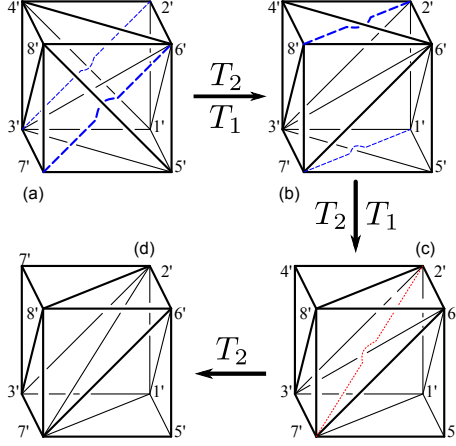 4' 2'
8' 6'
3' 1'
7' 5'
(a)
T₂
T₁
4' 2'
8' 6'
3' 1'
7' 5'
(b)
T₂ T₁
(d)
7' 2'
8' 6'
3' 1'
7' 5'
T₂
(c)
4' 2'
8' 6
3' 1'
7' 5